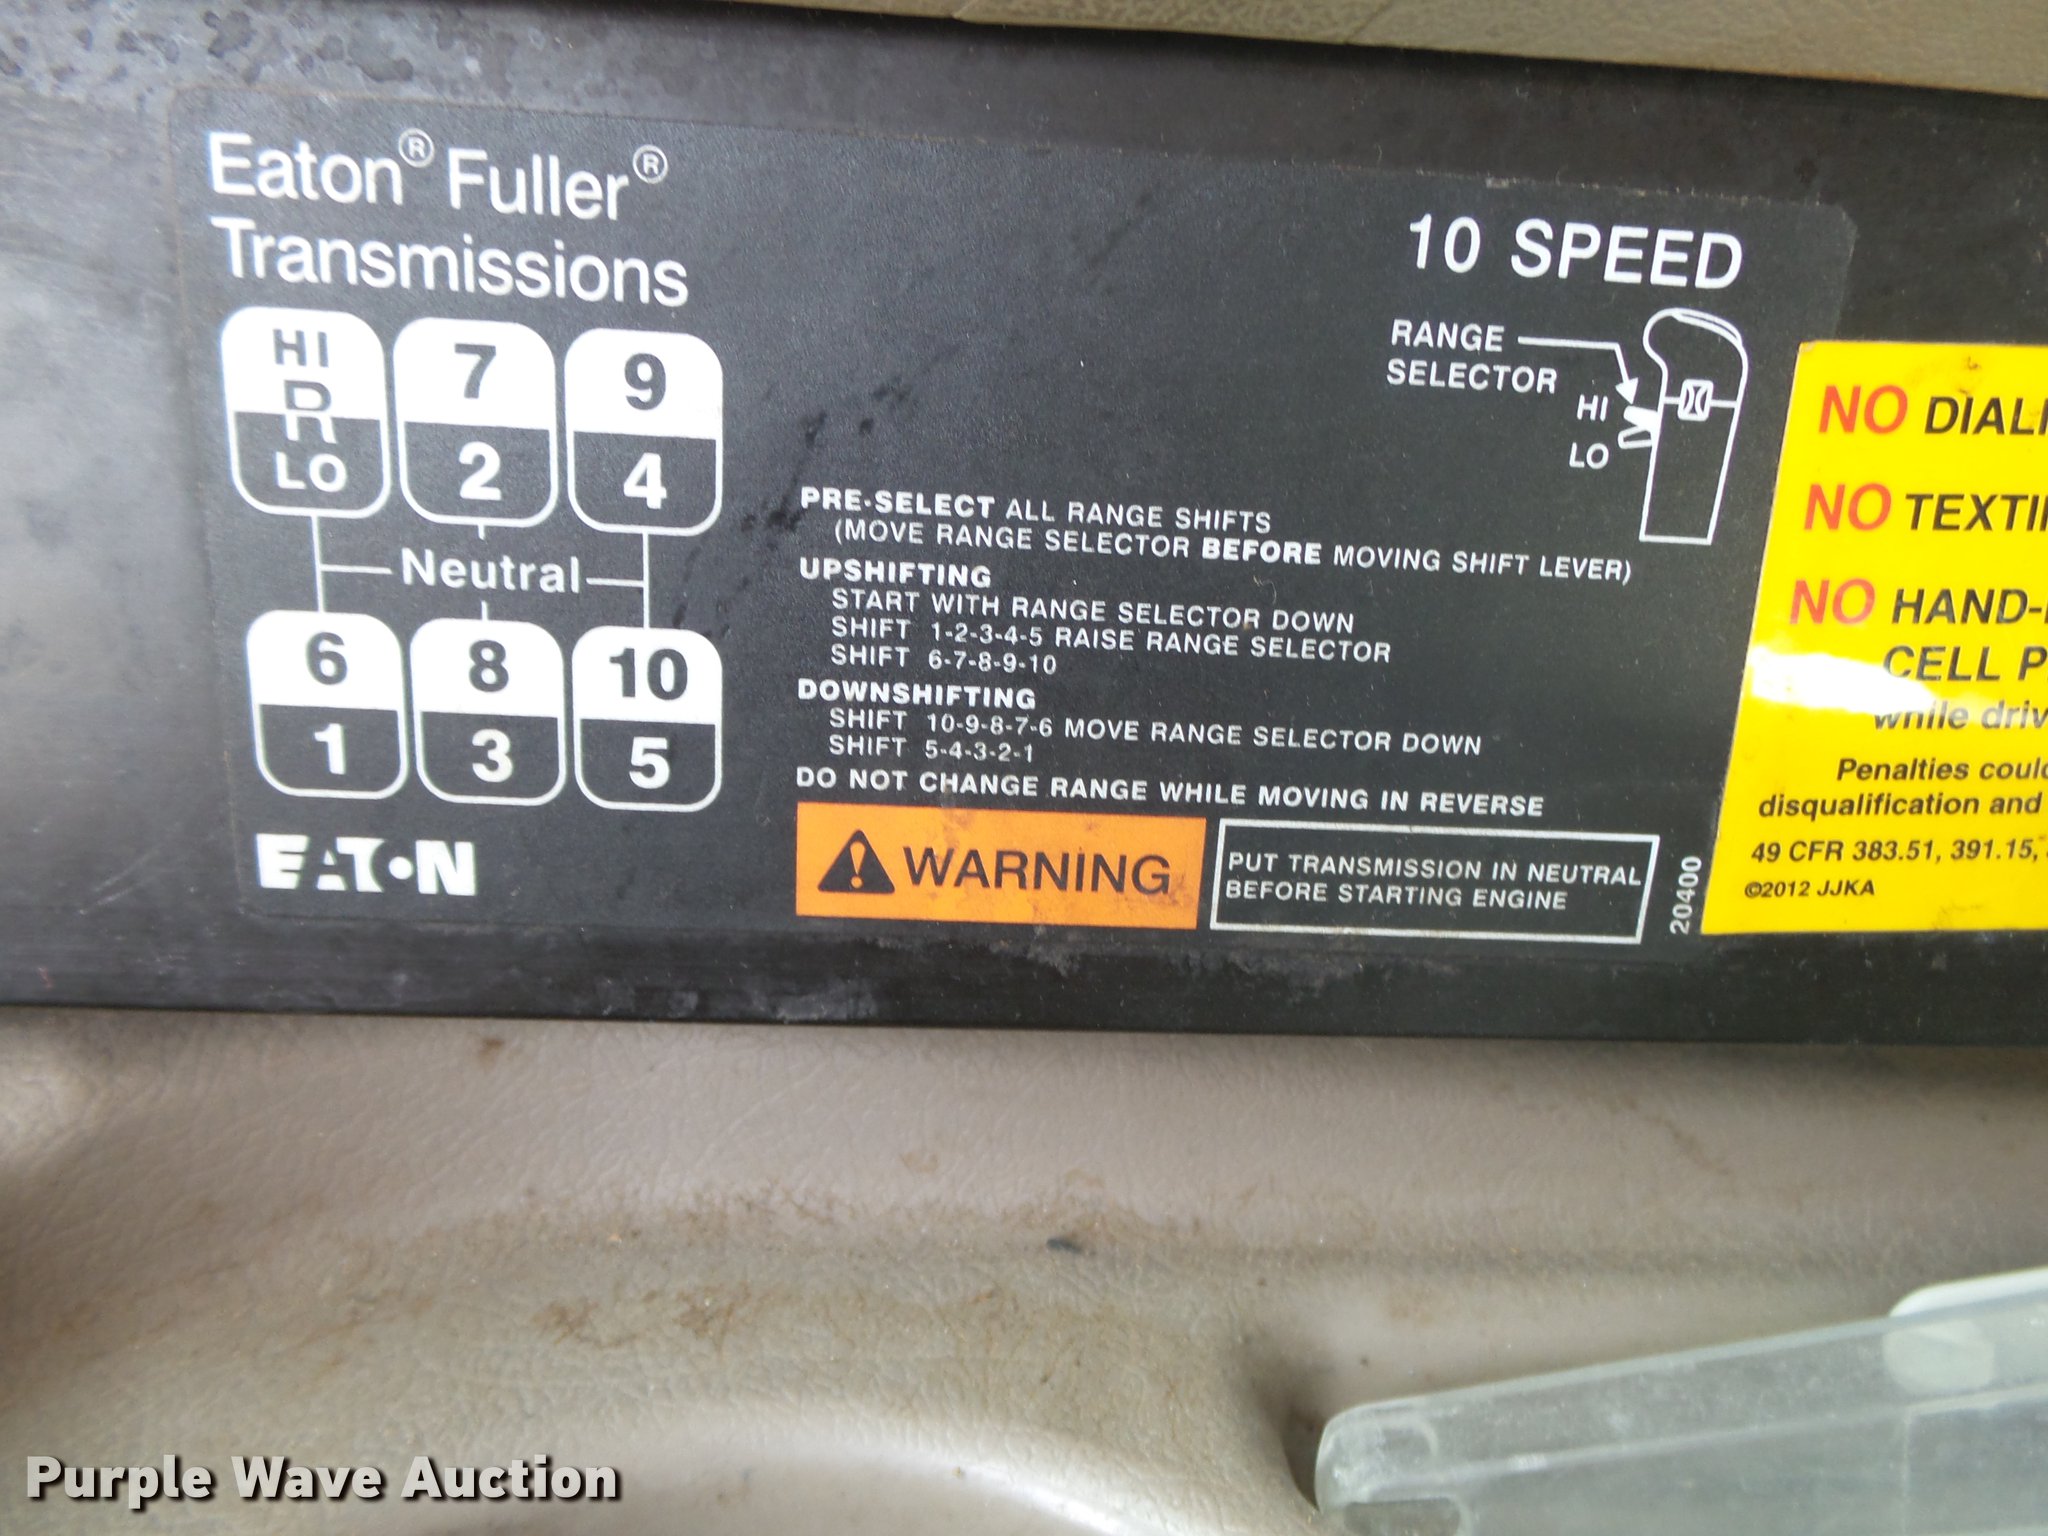 Eaton® Fuller®
Transmissions
10 SPEED
RANGE
SELECTOR
HI
LO
HI
R
LO
7
2
9
4
Neutral
6
1
8
3
10
5
PRE-SELECT ALL RANGE SHIFTS
(MOVE RANGE SELECTOR BEFORE MOVING SHIFT LEVER)
UPSHIFTING
START WITH RANGE SELECTOR DOWN
SHIFT 1-2-3-4-5 RAISE RANGE SELECTOR
SHIFT 6-7-8-9-10
DOWNSHIFTING
SHIFT 10-9-8-7-6 MOVE RANGE SELECTOR DOWN
SHIFT 5-4-3-2-1
DO NOT CHANGE RANGE WHILE MOVING IN REVERSE
EATON
WARNING
PUT TRANSMISSION IN NEUTRAL
BEFORE STARTING ENGINE
20400
NO
NO
NO HAND-
CELL
while
Penalties
disqualification and
49 CFR 383.51, 391.15,
©2012 JJKA
Purple Wave Auction